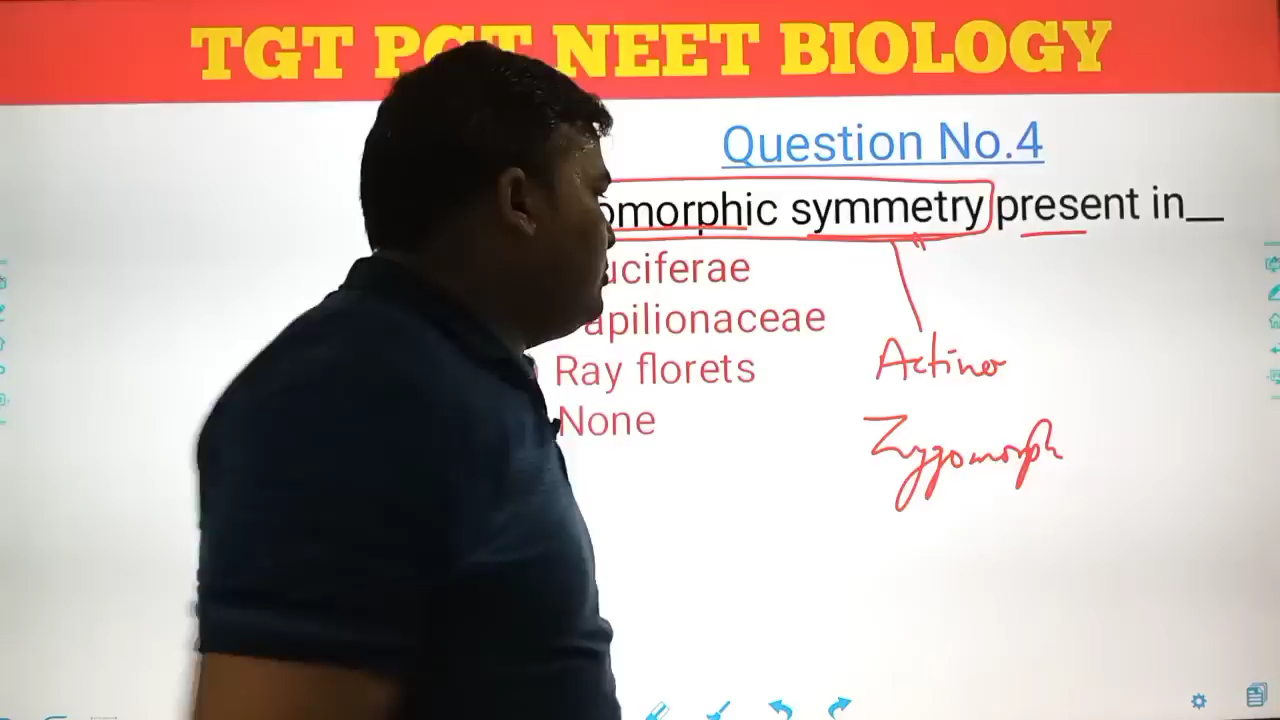 TGT PGT NEET BIOLOGY
Question No.4
omorphic symmetry present in__
uciferae
apilionaceae
Ray florets
None
Actino
Zygomorph